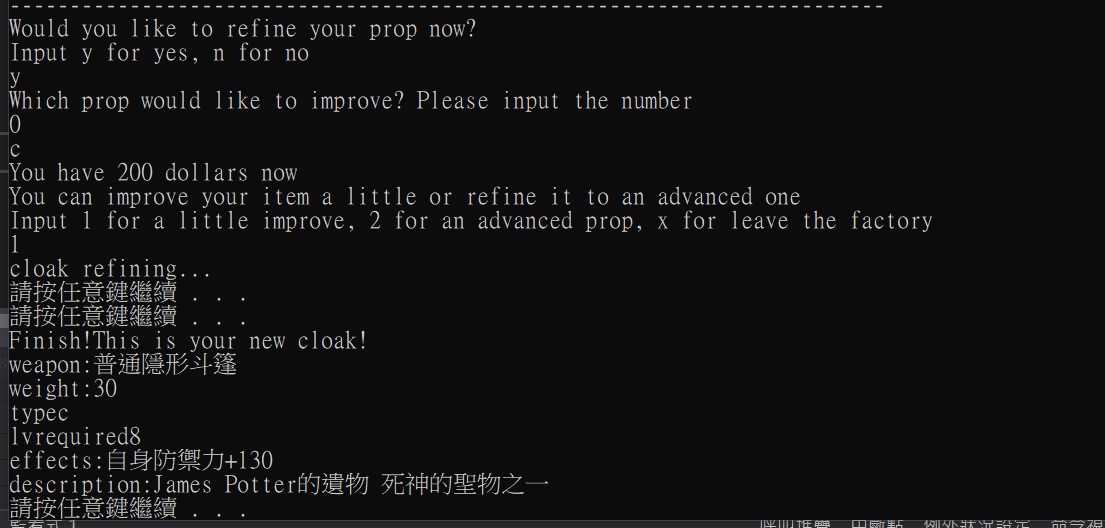 --------------------------------------------------------------------------
Would you like to refine your prop now?
Input y for yes, n for no
y
Which prop would like to improve? Please input the number
0
c
You have 200 dollars now
You can improve your item a little or refine it to an advanced one
Input 1 for a little improve, 2 for an advanced prop, x for leave the factory
1
cloak refining...
請按任意鍵繼續 . . .
請按任意鍵繼續 . . .
Finish!This is your new cloak!
weapon:普通隱形斗篷
weight:30
typec
lvrequired8
effects:自身防禦力+130
description:James Potter的遺物 死神的聖物之一
請按任意鍵繼續 . . .